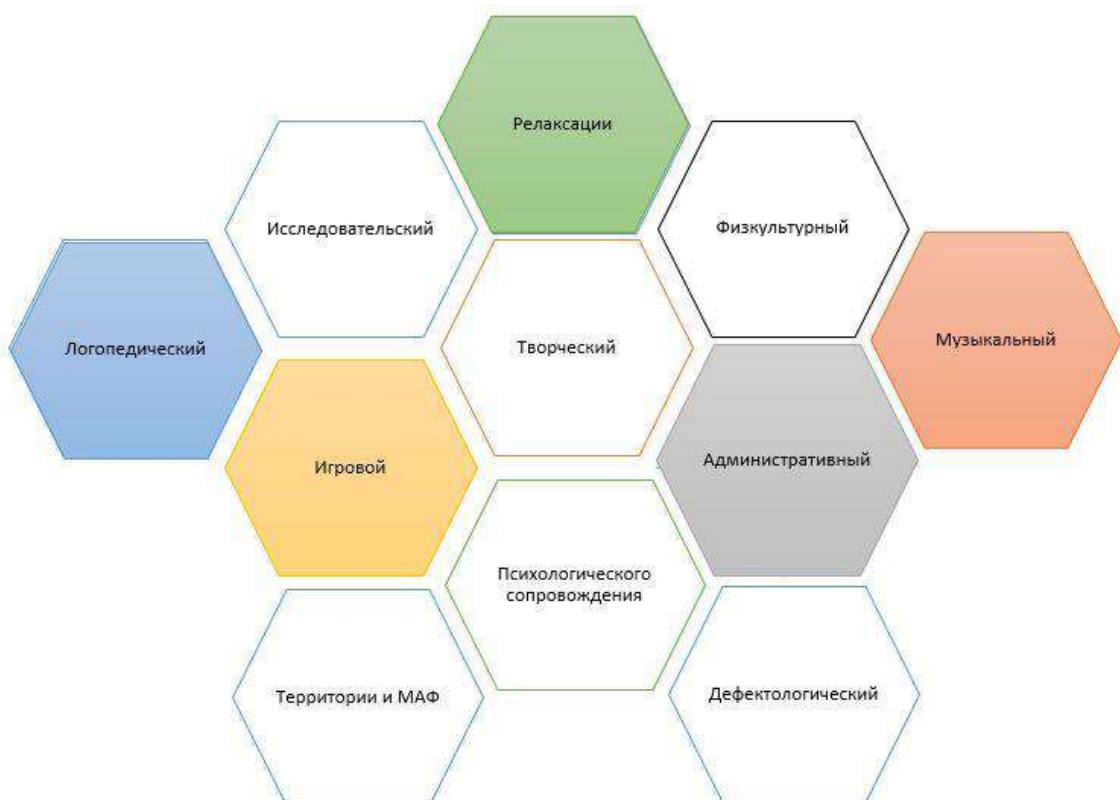 Релаксации
Исследовательский
Физкультурный
Логопедический
Творческий
Музыкальный
Игровой
Административный
Психологического
сопровождения
Территории и МАФ
Дефектологический